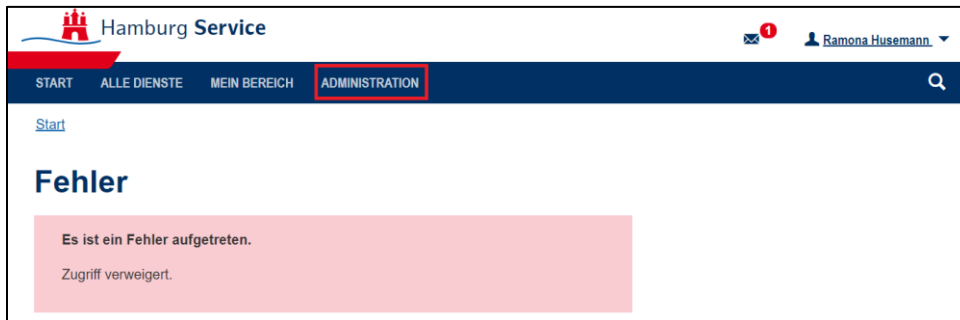 Hamburg Service
1
Ramona Husemann
START ALLE DIENSTE MEIN BEREICH ADMINISTRATION
Start
Fehler
Es ist ein Fehler aufgetreten.
Zugriff verweigert.